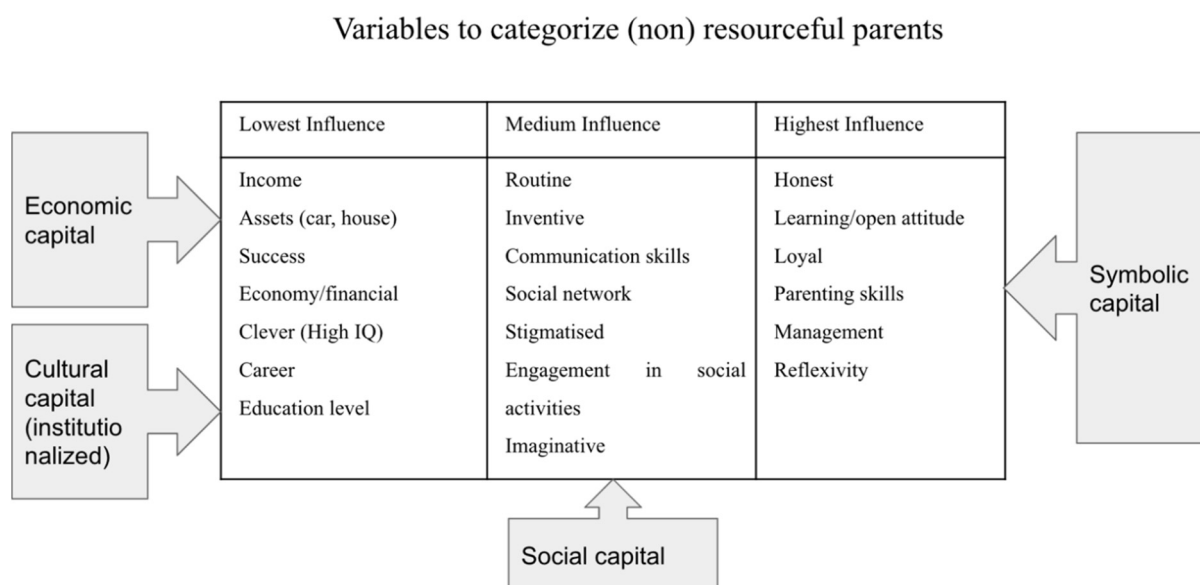 Variables to categorize (non) resourceful parents
Economic
capital
Cultural
capital
(institutio
nalized)
Lowest Influence
Income
Assets (car, house)
Success
Economy/financial
Clever (High IQ)
Career
Education level
Medium Influence
Routine
Inventive
Communication skills
Social network
Stigmatised
Engagement in social
activities
Imaginative
Highest Influence
Honest
Learning/open attitude
Loyal
Parenting skills
Management
Reflexivity
Symbolic
capital
Social capital